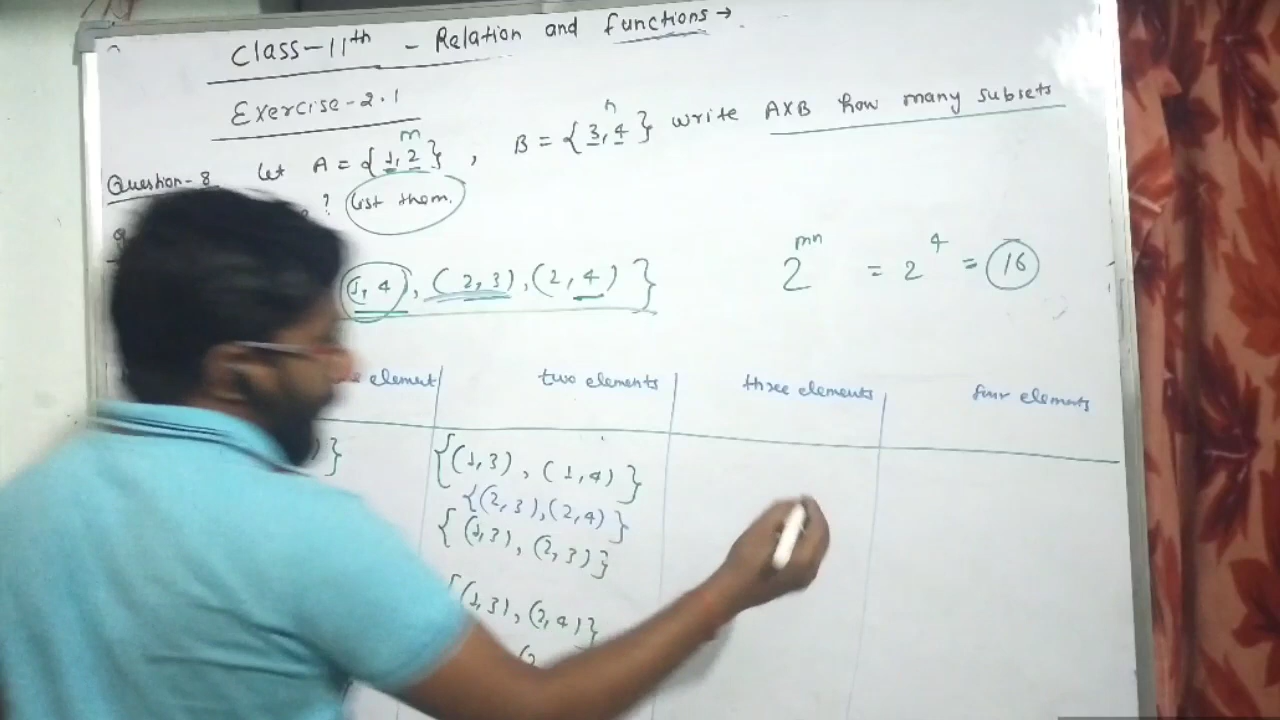 Class-11th - Relation and functions →
Exercise-2.1
m n
Question-8 let A = {1, 2} , B = {3, 4} write A×B how many subsets
? list them.
1, 4), (2, 3), (2, 4) }
2^mn = 2^4 = 16
element two elements three elements four elements
)} {(1, 3), (1, 4)}
{(2, 3), (2, 4)}
{(1, 3), (2, 3)}
{(1, 3), (2, 4)}
(2